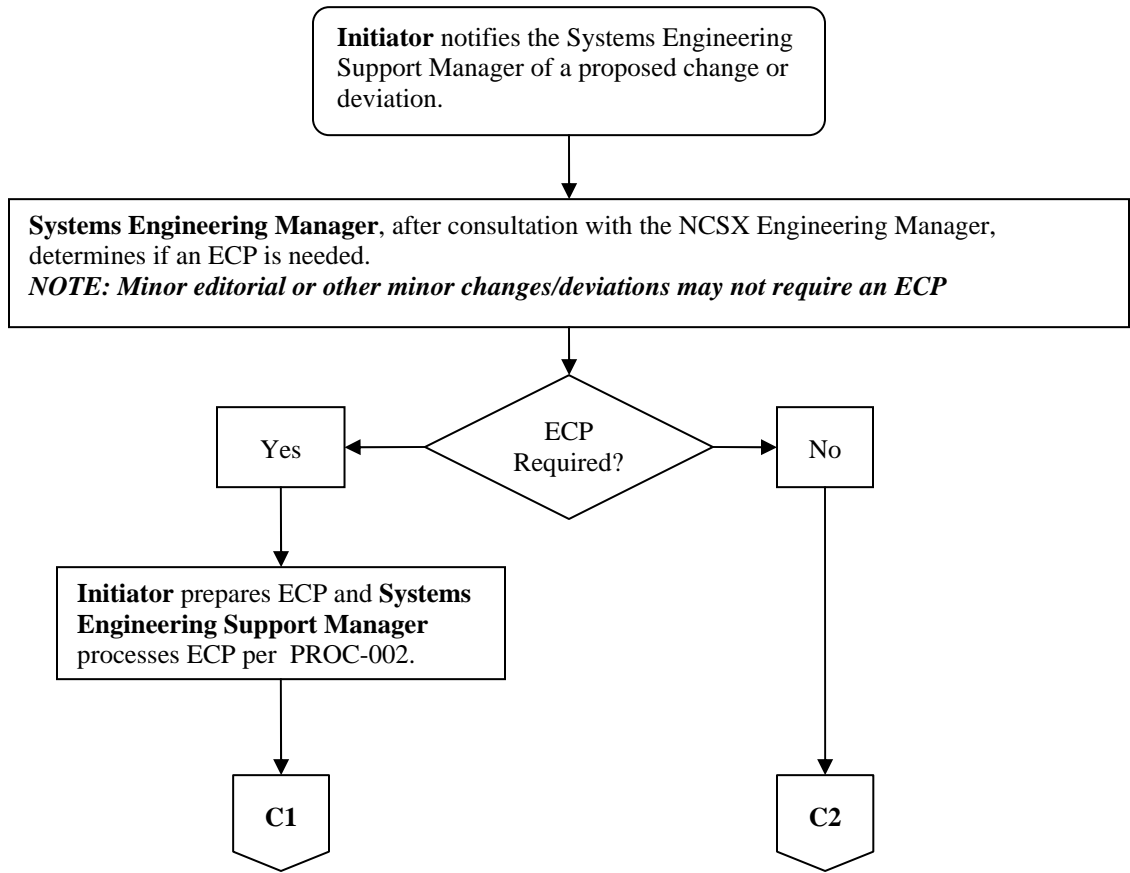 Initiator notifies the Systems Engineering
Support Manager of a proposed change or
deviation.
Systems Engineering Manager, after consultation with the NCSX Engineering Manager,
determines if an ECP is needed.
NOTE: Minor editorial or other minor changes/deviations may not require an ECP
ECP
Required?
Yes
No
Initiator prepares ECP and Systems
Engineering Support Manager
processes ECP per PROC-002.
C1
C2